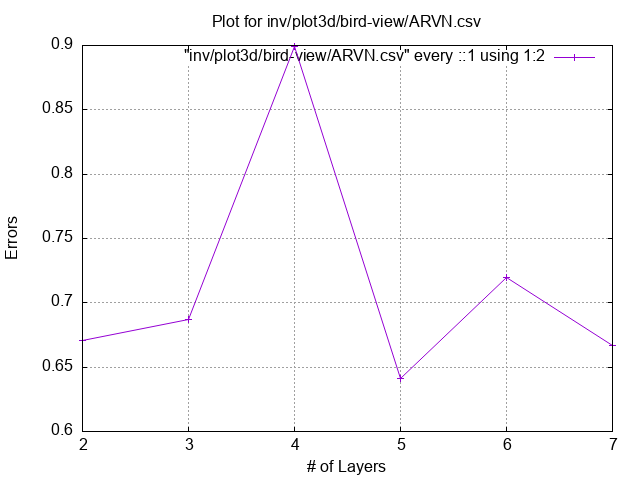 Plot for inv/plot3d/bird-view/ARVN.csv
"inv/plot3d/bird-view/ARVN.csv" every ::1 using 1:2
0.9
0.85
0.8
0.75
0.7
0.65
0.6
Errors
2 3 4 5 6 7
# of Layers